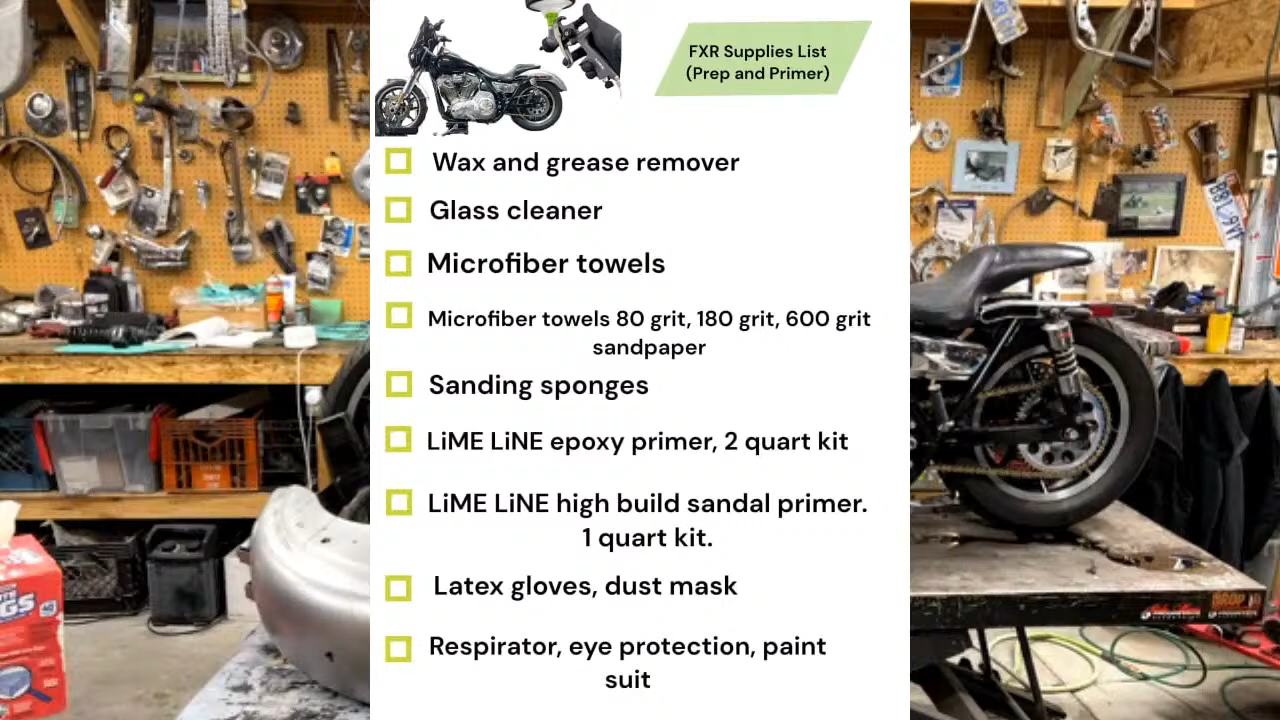 FXR Supplies List
(Prep and Primer)
Wax and grease remover
Glass cleaner
Microfiber towels
Microfiber towels 80 grit, 180 grit, 600 grit
sandpaper
Sanding sponges
LiME LiNE epoxy primer, 2 quart kit
LiME LiNE high build sandal primer.
1 quart kit.
Latex gloves, dust mask
Respirator, eye protection, paint
suit